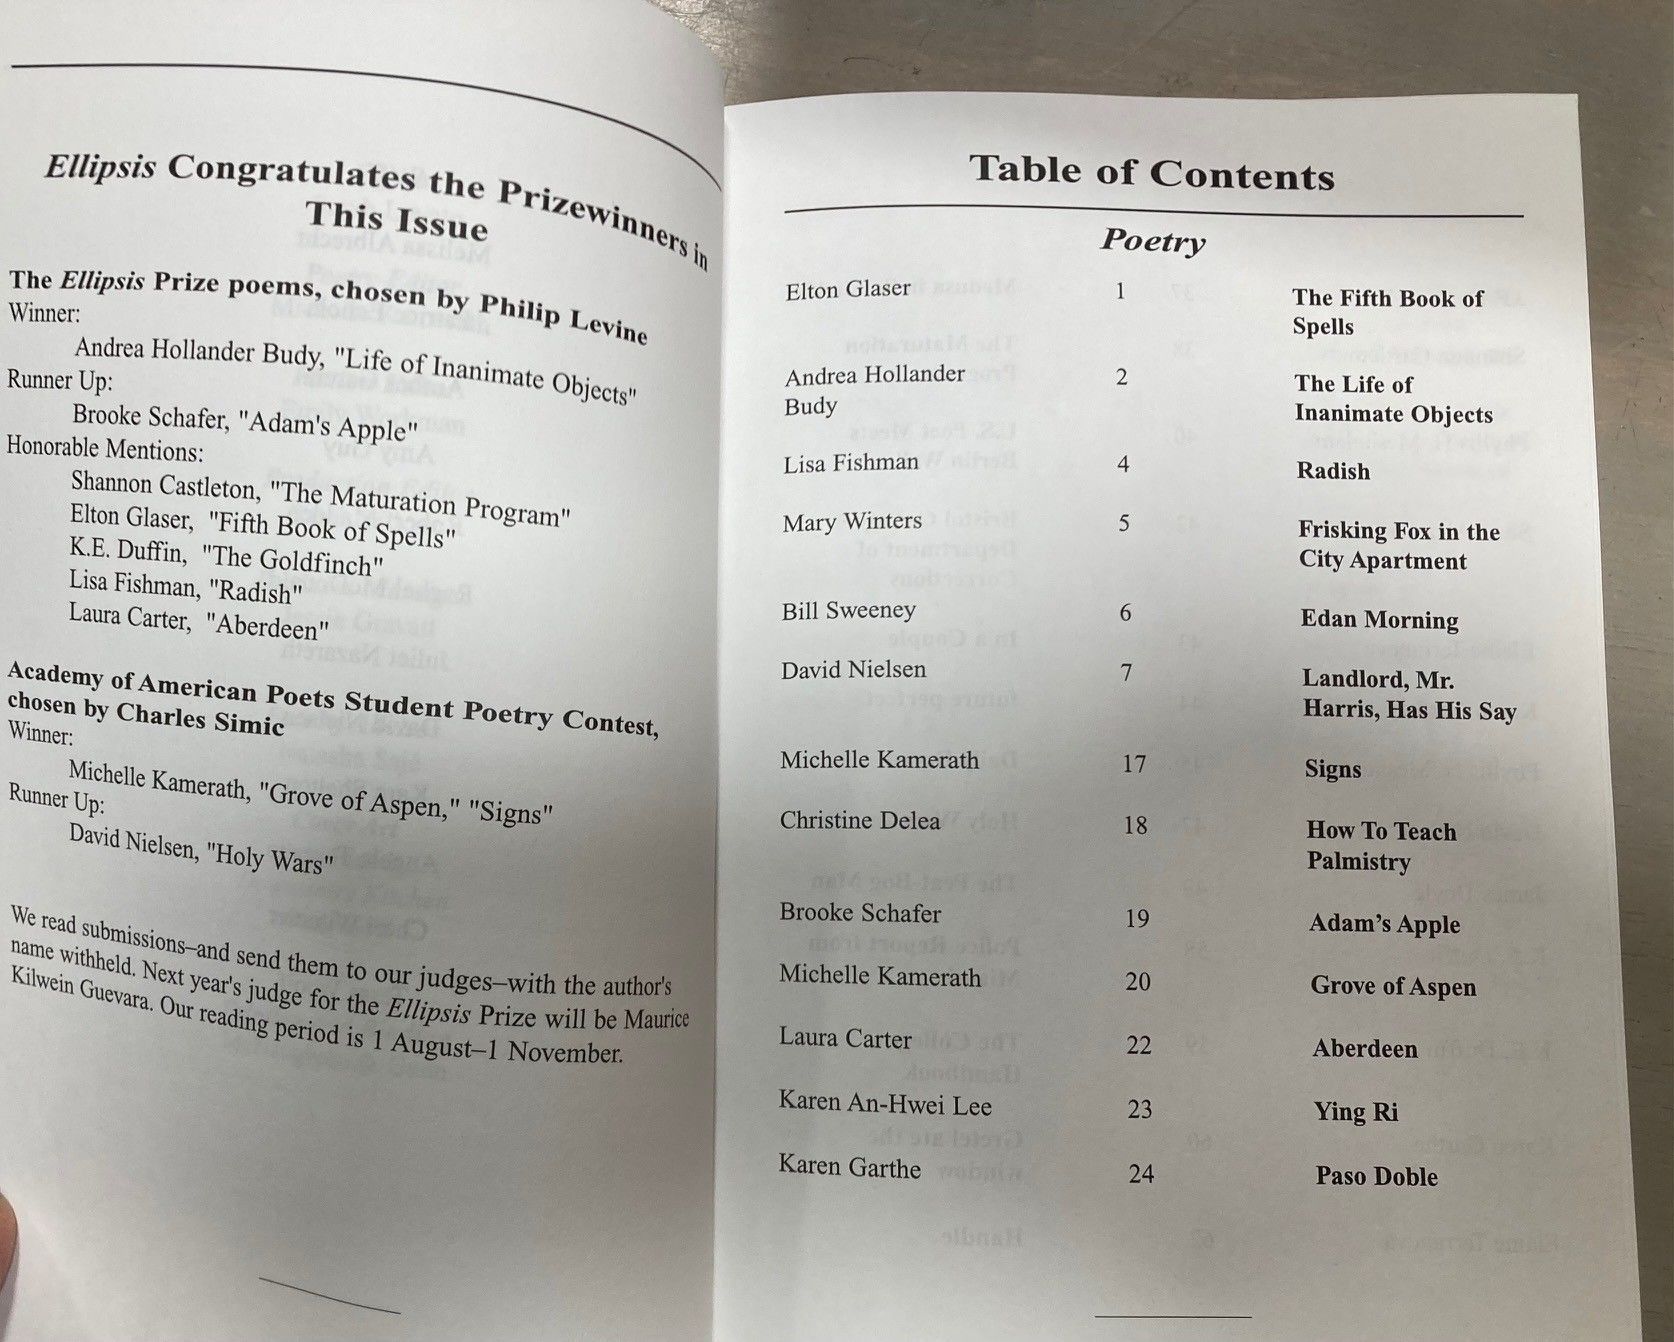 Ellipsis Congratulates the Prizewinners in
This Issue
The Ellipsis Prize poems, chosen by Philip Levine
Winner:
Andrea Hollander Budy, "Life of Inanimate Objects"
Runner Up:
Brooke Schafer, "Adam's Apple"
Honorable Mentions:
Shannon Castleton, "The Maturation Program"
Elton Glaser, "Fifth Book of Spells"
K.E. Duffin, "The Goldfinch"
Lisa Fishman, "Radish"
Laura Carter, "Aberdeen"
Academy of American Poets Student Poetry Contest,
chosen by Charles Simic
Winner:
Michelle Kamerath, "Grove of Aspen," "Signs"
Runner Up:
David Nielsen, "Holy Wars"
We read submissions–and send them to our judges–with the author's
name withheld. Next year's judge for the Ellipsis Prize will be Maurice
Kilwein Guevara. Our reading period is 1 August–1 November.
Table of Contents
Poetry
Elton Glaser 1 The Fifth Book of
Spells
Andrea Hollander 2 The Life of
Budy Inanimate Objects
Lisa Fishman 4 Radish
Mary Winters 5 Frisking Fox in the
City Apartment
Bill Sweeney 6 Edan Morning
David Nielsen 7 Landlord, Mr.
Harris, Has His Say
Michelle Kamerath 17 Signs
Christine Delea 18 How To Teach
Palmistry
Brooke Schafer 19 Adam’s Apple
Michelle Kamerath 20 Grove of Aspen
Laura Carter 22 Aberdeen
Karen An-Hwei Lee 23 Ying Ri
Karen Garthe 24 Paso Doble